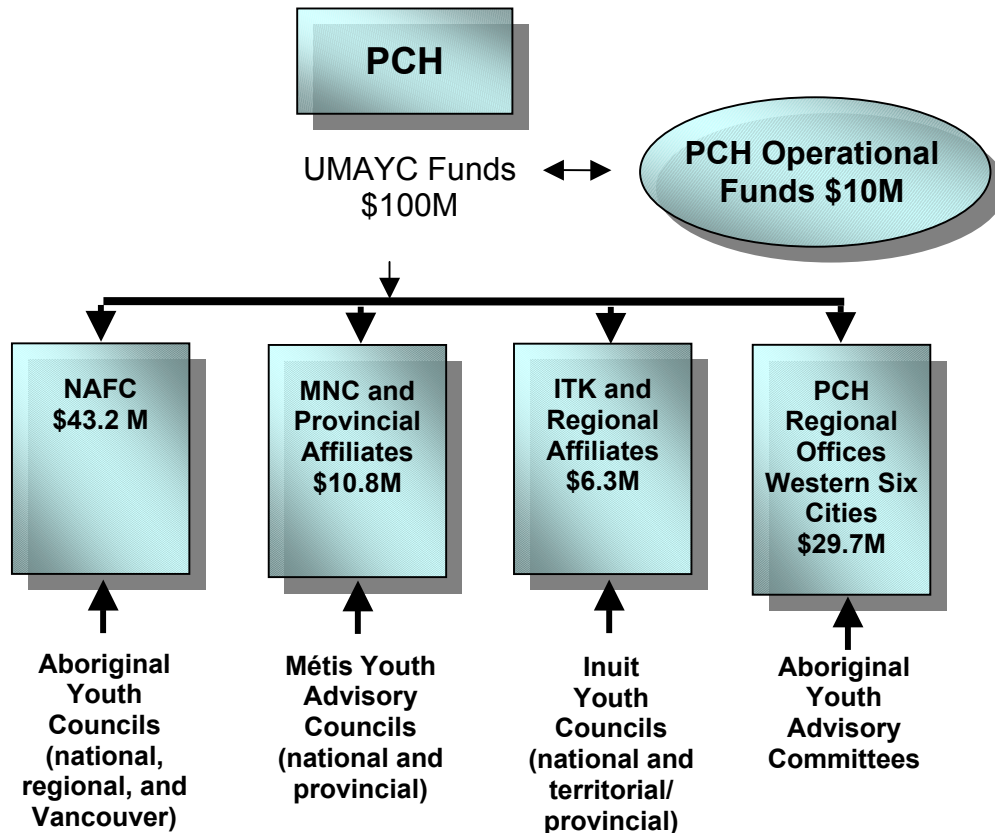 PCH
UMAYC Funds
$100M
PCH Operational
Funds $10M
NAFC
$43.2 M
MNC and
Provincial
Affiliates
$10.8M
ITK and
Regional
Affiliates
$6.3M
PCH
Regional
Offices
Western Six
Cities
$29.7M
Aboriginal
Youth
Councils
(national,
regional, and
Vancouver)
Métis Youth
Advisory
Councils
(national and
provincial)
Inuit
Youth
Councils
(national and
territorial/
provincial)
Aboriginal
Youth
Advisory
Committees